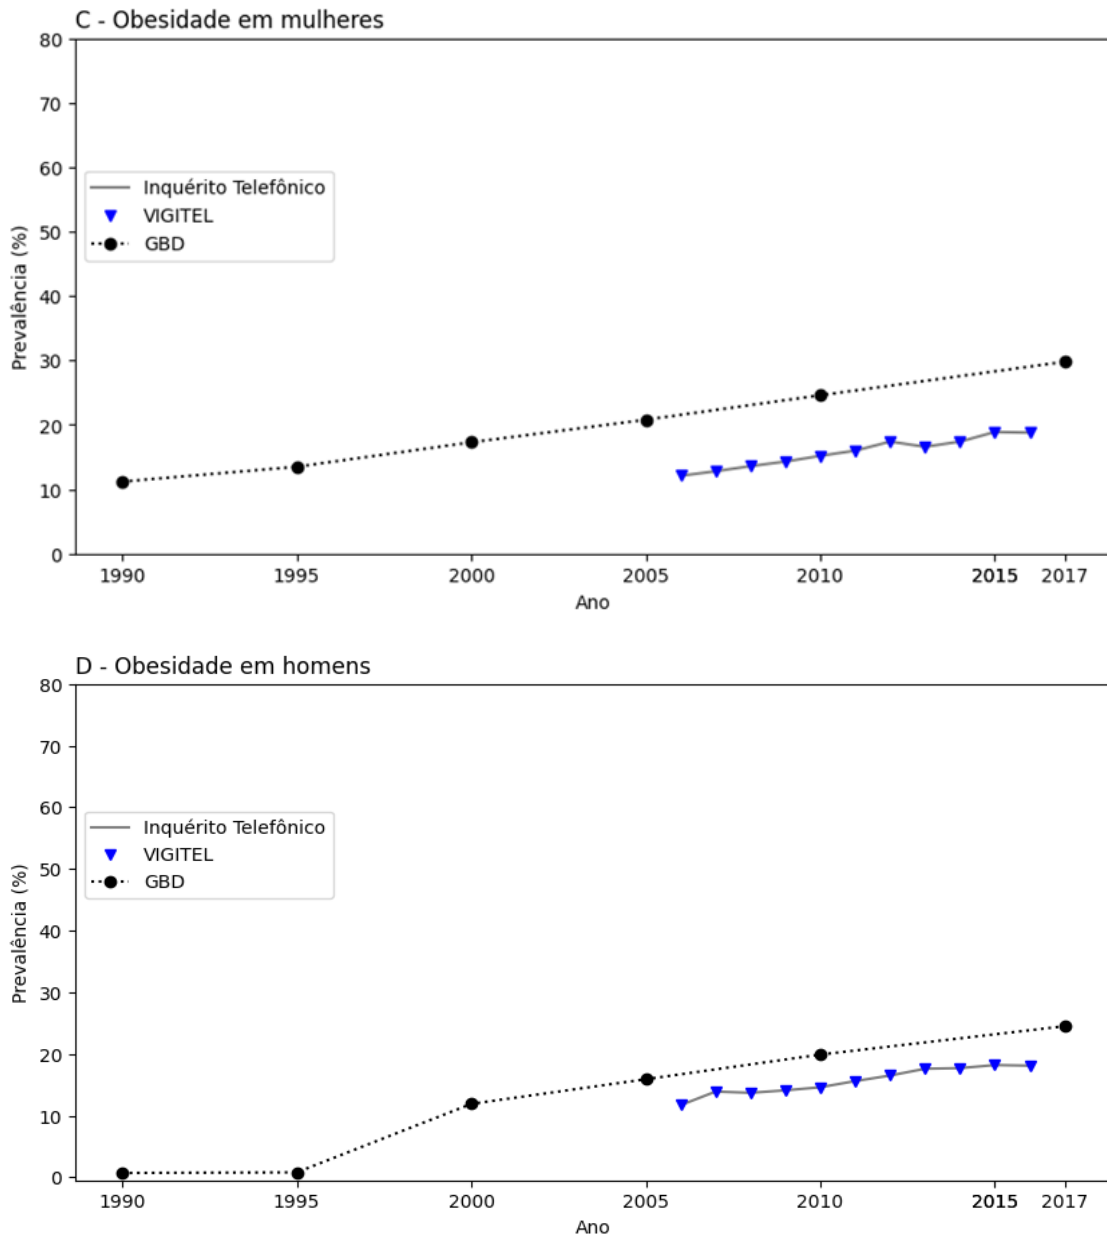 C - Obesidade em mulheres
80
70
60
50
40
30
20
10
0
Prevalência (%)
Inquérito Telefônico
VIGITEL
GBD
1990 1995 2000 2005 2010 2015 2017
Ano
D - Obesidade em homens
80
70
60
50
40
30
20
10
0
Prevalência (%)
Inquérito Telefônico
VIGITEL
GBD
1990 1995 2000 2005 2010 2015 2017
Ano